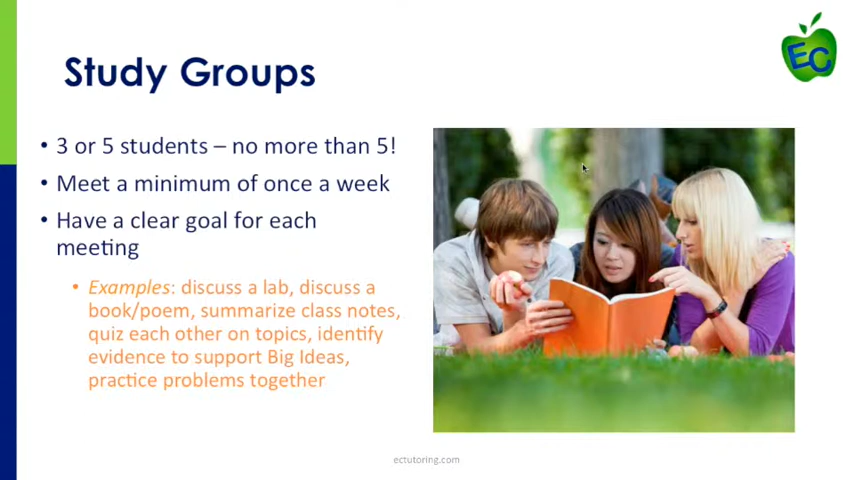 EC
Study Groups
• 3 or 5 students – no more than 5!
• Meet a minimum of once a week
• Have a clear goal for each
meeting
• Examples: discuss a lab, discuss a
book/poem, summarize class notes,
quiz each other on topics, identify
evidence to support Big Ideas,
practice problems together
ectutoring.com